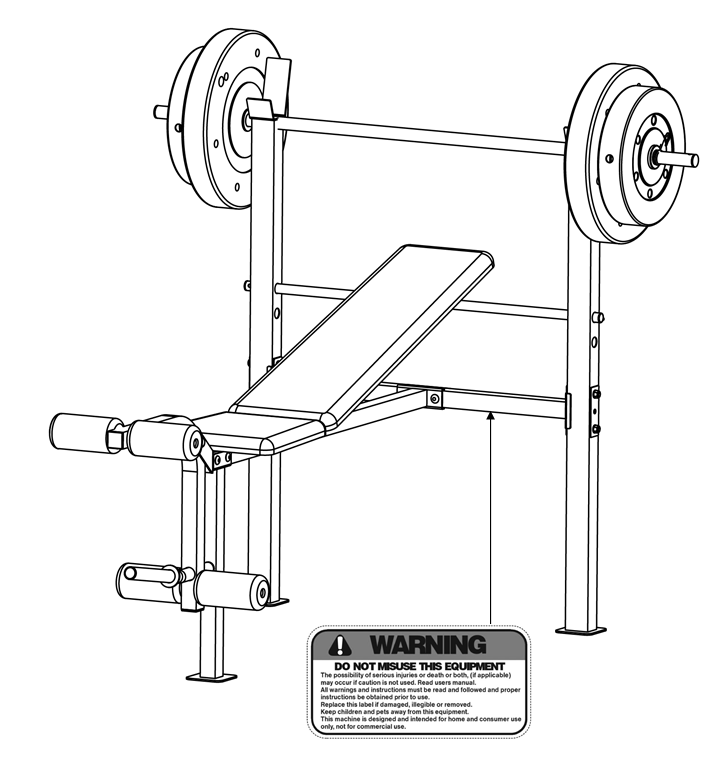 WARNING
DO NOT MISUSE THIS EQUIPMENT
The possibility of serious injuries or death or both, (if applicable)
may occur if caution is not used. Read users manual.
All warnings and instructions must be read and followed and proper
instructions be obtained prior to use.
Replace this label if damaged, illegible or removed.
Keep children and pets away from this equipment.
This machine is designed and intended for home and consumer use
only, not for commercial use.